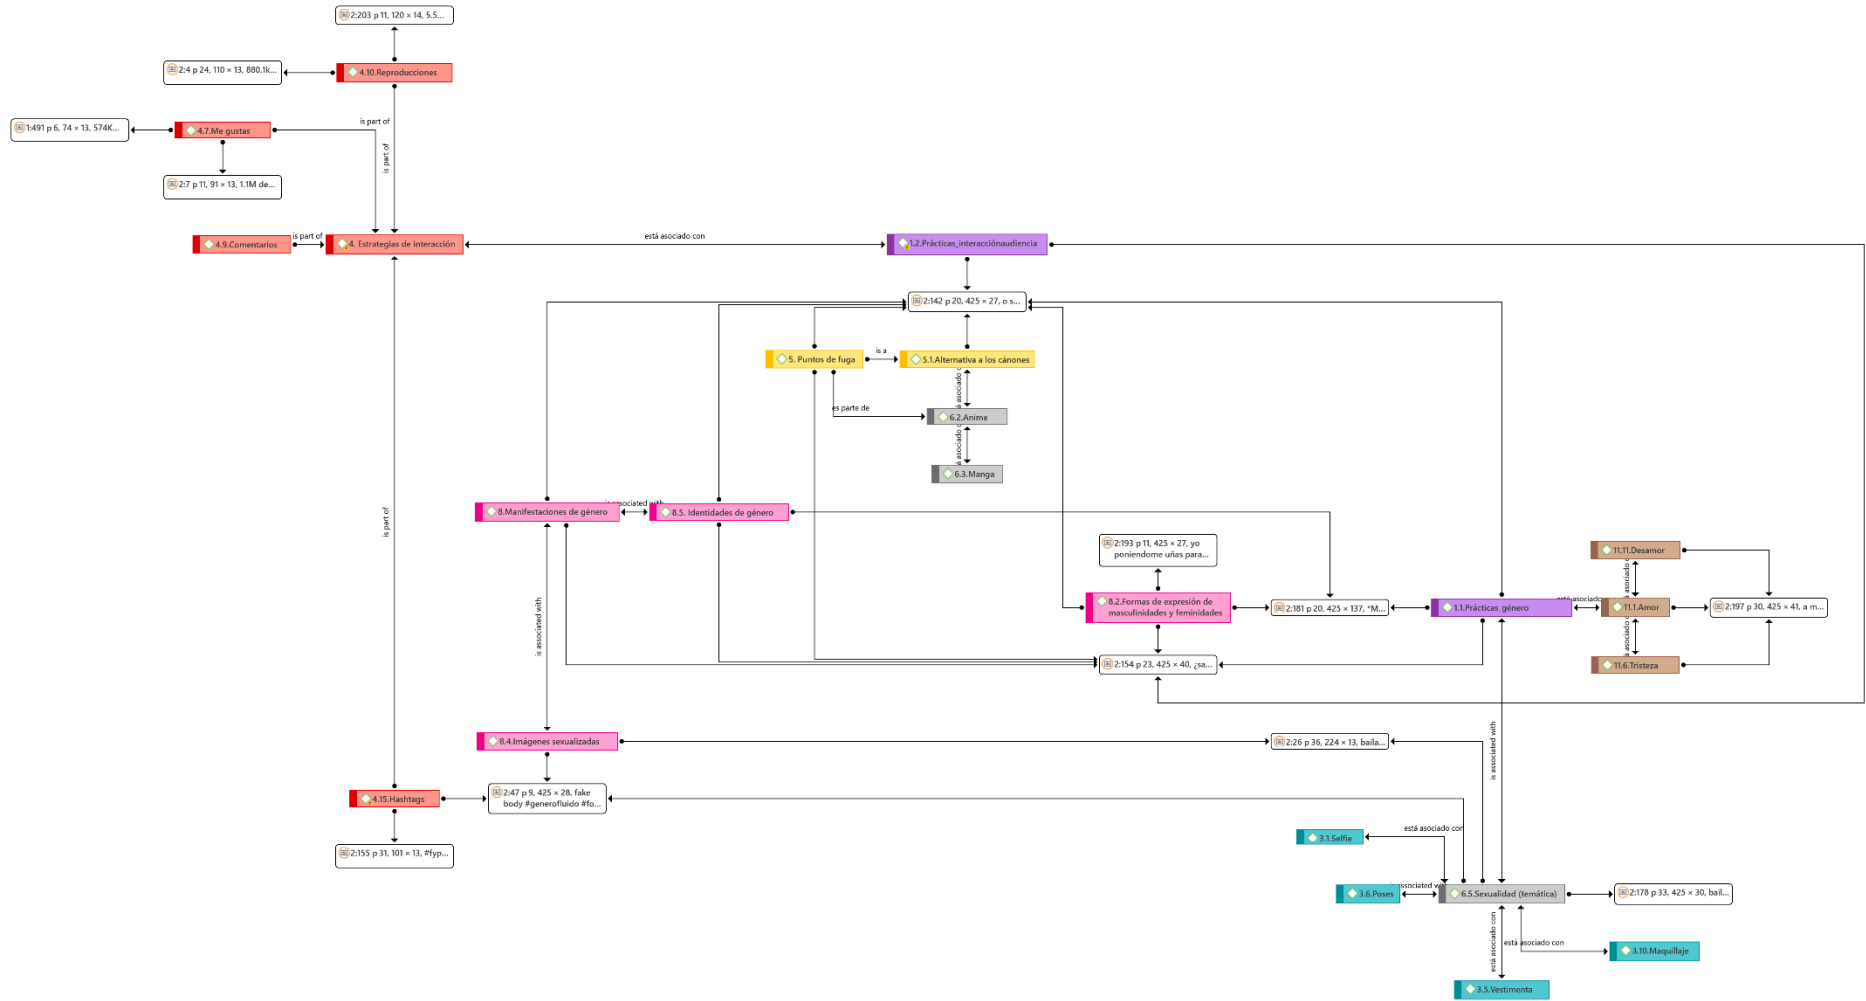 2:203 p 11, 120 × 14, 5.5...
2:4 p 24, 110 × 13, 880.1k...
4.10.Reproducciones
is part of
1:491 p 6, 74 × 13, 574K...
4.7.Me gustas
is part of
2:7 p 11, 91 × 13, 1.1M de...
4.9.Comentarios
is part of
4. Estrategias de interacción
está asociado con
1.2.Prácticas_interacciónaudiencia
2:142 p 20, 425 × 27, o s...
5. Puntos de fuga
is a
5.1.Alternativa a los cánones
asociado
es parte de
6.2.Anime
asociado
6.3.Manga
8.Manifestaciones de género
associated with
8.5. Identidades de género
is part of
2:193 p 11, 425 × 27, yo
poniendome uñas para...
11.11.Desamor
asociado
is associated with
8.2.Formas de expresión de
masculinidades y feminidades
2:181 p 20, 425 × 137, "M...
1.1.Prácticas_género
está asociado
11.1.Amor
2:197 p 30, 425 × 41, a m...
asociado
2:154 p 23, 425 × 40, ¿sa...
11.6.Tristeza
8.4.Imágenes sexualizadas
2:26 p 36, 224 × 13, baila...
is associated with
4.15.Hashtags
2:47 p 9, 425 × 28, fake
body #generofluido #fo...
2:155 p 31, 101 × 13, #fyp...
3.1.Selfie
está asociado con
3.6.Poses
associated
6.5.Sexualidad (temática)
2:178 p 33, 425 × 30, bail...
está asociado con
está asociado con
3.10.Maquillaje
3.5.Vestimenta